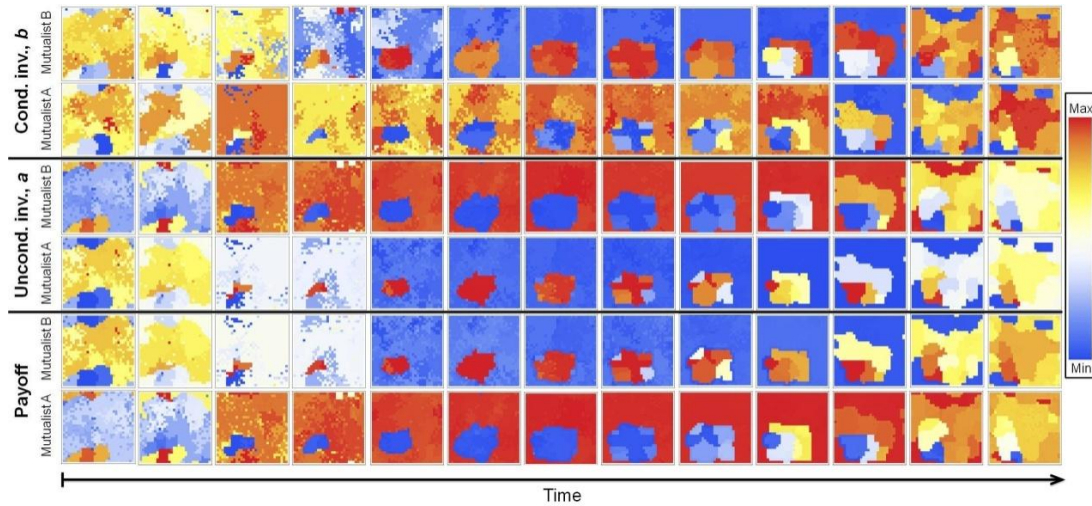 Cond. inv., b
Mutualist B
Mutualist A
Uncond. inv., a
Mutualist B
Mutualist A
Payoff
Mutualist B
Mutualist A
Max
Min
Time